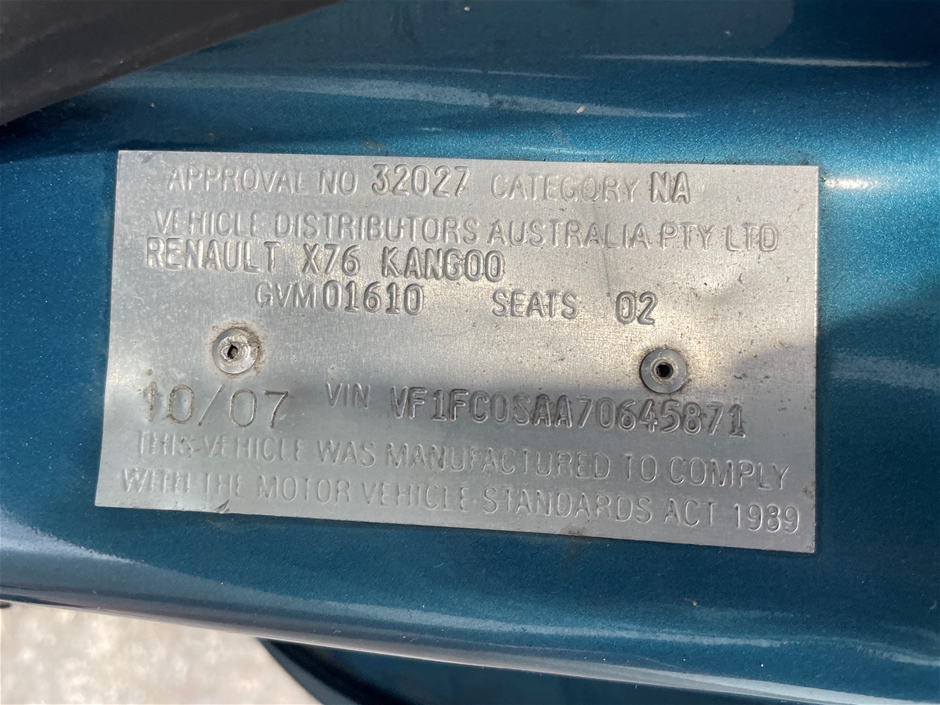 APPROVAL NO 32027 CATEGORY NA
VEHICLE DISTRIBUTORS AUSTRALIA PTY LTD
RENAULT X76 KANGOO
GVM 01610 SEATS 02
10/07 VIN VF1FC0SAA70645871
THIS VEHICLE WAS MANUFACTURED TO COMPLY
WITH THE MOTOR VEHICLE STANDARDS ACT 1989